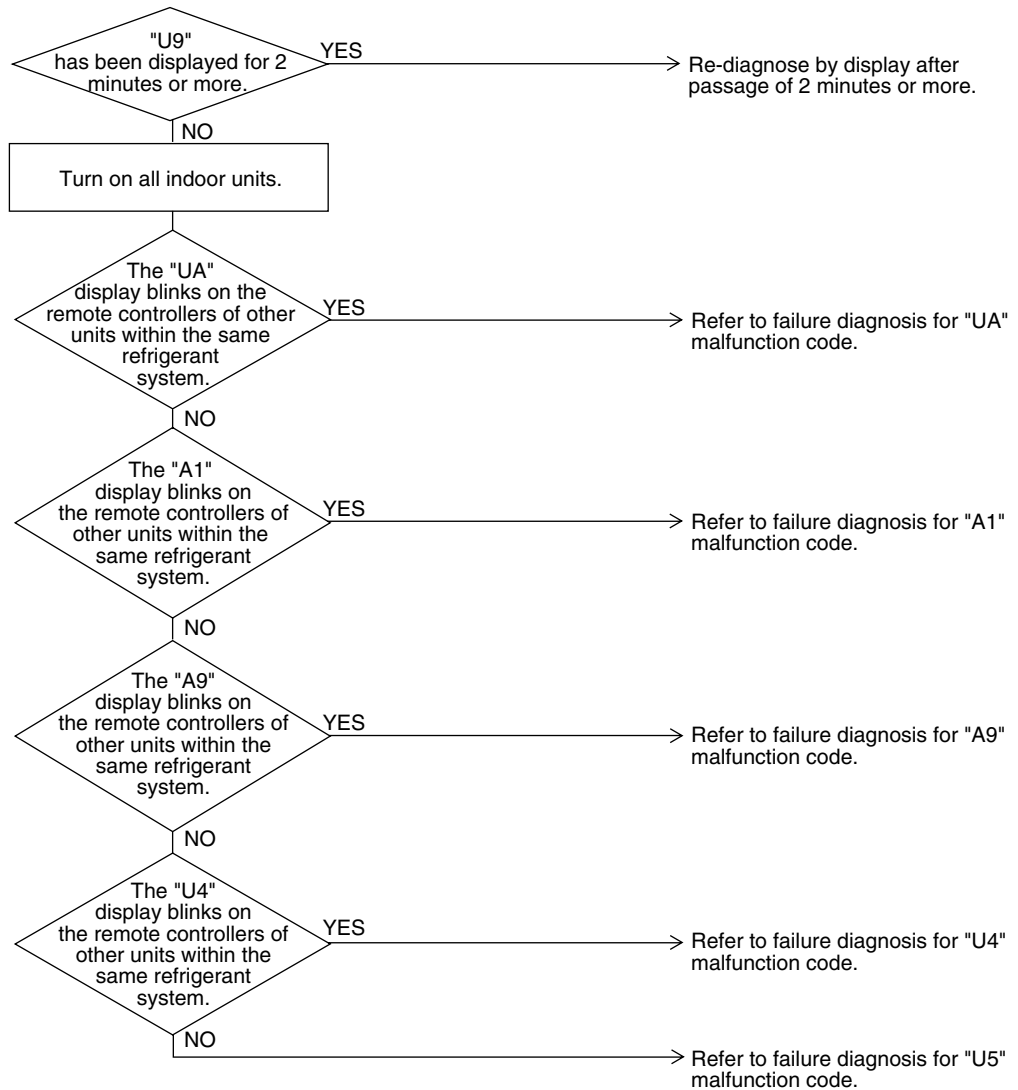 "U9"
has been displayed for 2
minutes or more.
YES
Re-diagnose by display after
passage of 2 minutes or more.
NO
Turn on all indoor units.
The "UA"
display blinks on the
remote controllers of other
units within the same
refrigerant
system.
YES
Refer to failure diagnosis for "UA"
malfunction code.
NO
The "A1"
display blinks on
the remote controllers of
other units within the
same refrigerant
system.
YES
Refer to failure diagnosis for "A1"
malfunction code.
NO
The "A9"
display blinks on
the remote controllers of
other units within the
same refrigerant
system.
YES
Refer to failure diagnosis for "A9"
malfunction code.
NO
The "U4"
display blinks on
the remote controllers of
other units within the
same refrigerant
system.
YES
Refer to failure diagnosis for "U4"
malfunction code.
NO
Refer to failure diagnosis for "U5"
malfunction code.